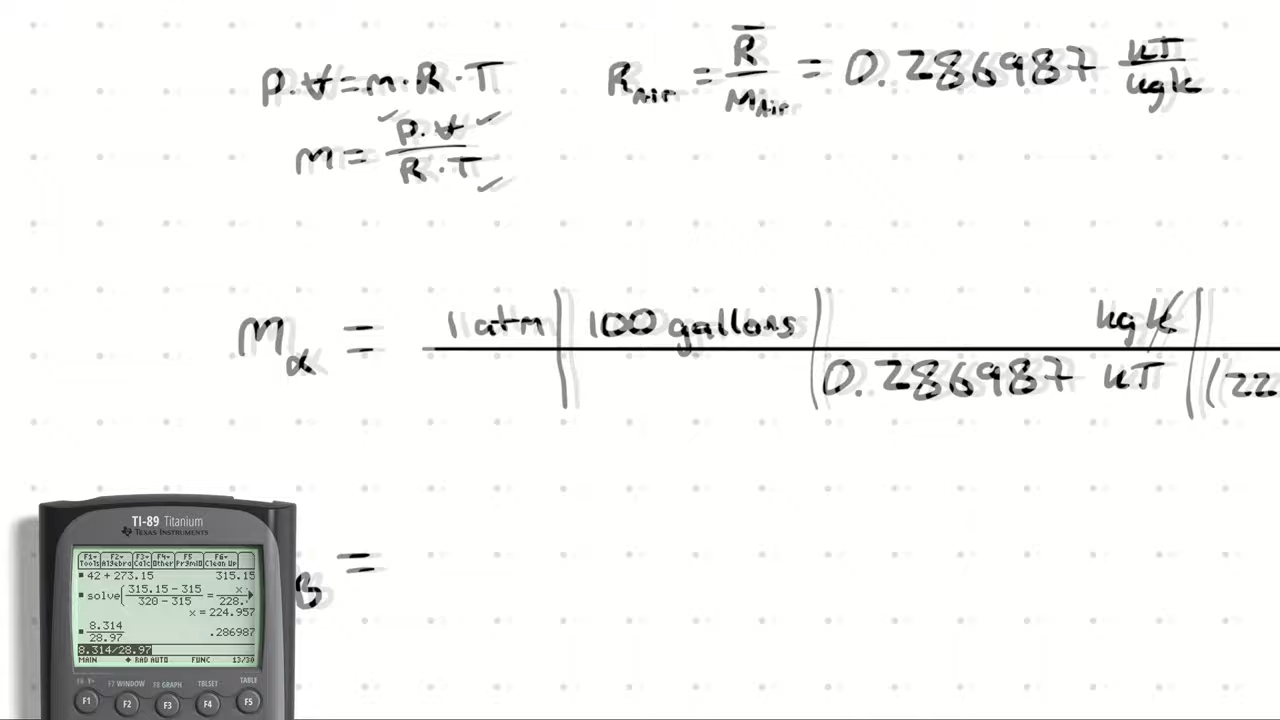 p.V=m.R.T
R_Air = R̄/M_Air = 0.286987 kJ/kgK
m = p.V/R.T
m_α = 1 atm | 100 gallons | kgK
0.286987 kJ | (22
B =
TI-89 Titanium
TEXAS INSTRUMENTS
F1 F2 F3 F4 F5 F6
Tools Algebra Calc Other PrgmIO Clean Up
42 + 273.15 315.15
solve((315.15 - 315)/(320 - 315) = x/228.
x = 224.957
8.314/28.97 .286987
8.314/28.97
MAIN RAD AUTO FUNC 13/30
F6 Y= F7 WINDOW F8 GRAPH TBLSET TABLE
F1 F2 F3 F4 F5